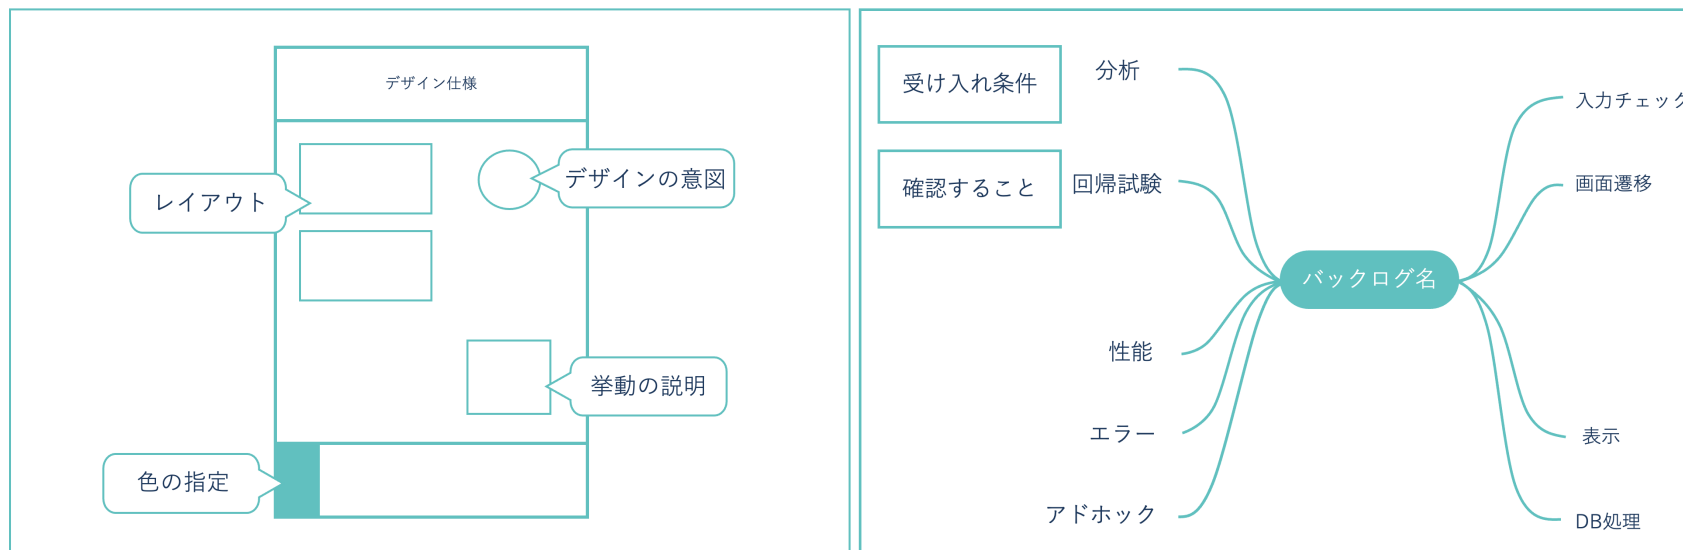 デザイン仕様
レイアウト
デザインの意図
挙動の説明
色の指定
受け入れ条件
確認すること
分析
回帰試験
性能
エラー
アドホック
バックログ名
入力チェック
画面遷移
表示
DB処理